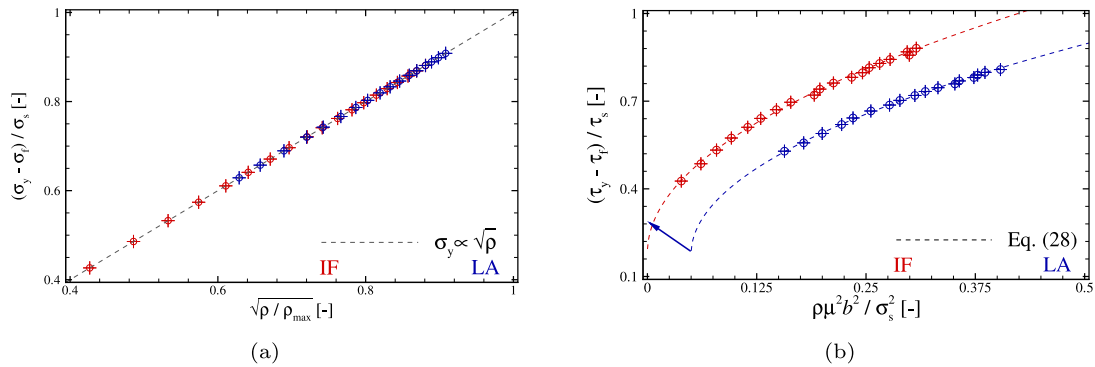 1
0.8
0.6
0.4
0.4
0.6
0.8
1
(σy - σf) / σs [-]
√ρ / ρmax [-]
σy ∝ √ρ
IF
LA
(a)
1
0.7
0.4
0.1
0
0.125
0.25
0.375
0.5
(τy - τf) / τs [-]
ρμ²b² / σs² [-]
Eq. (28)
IF
LA
(b)